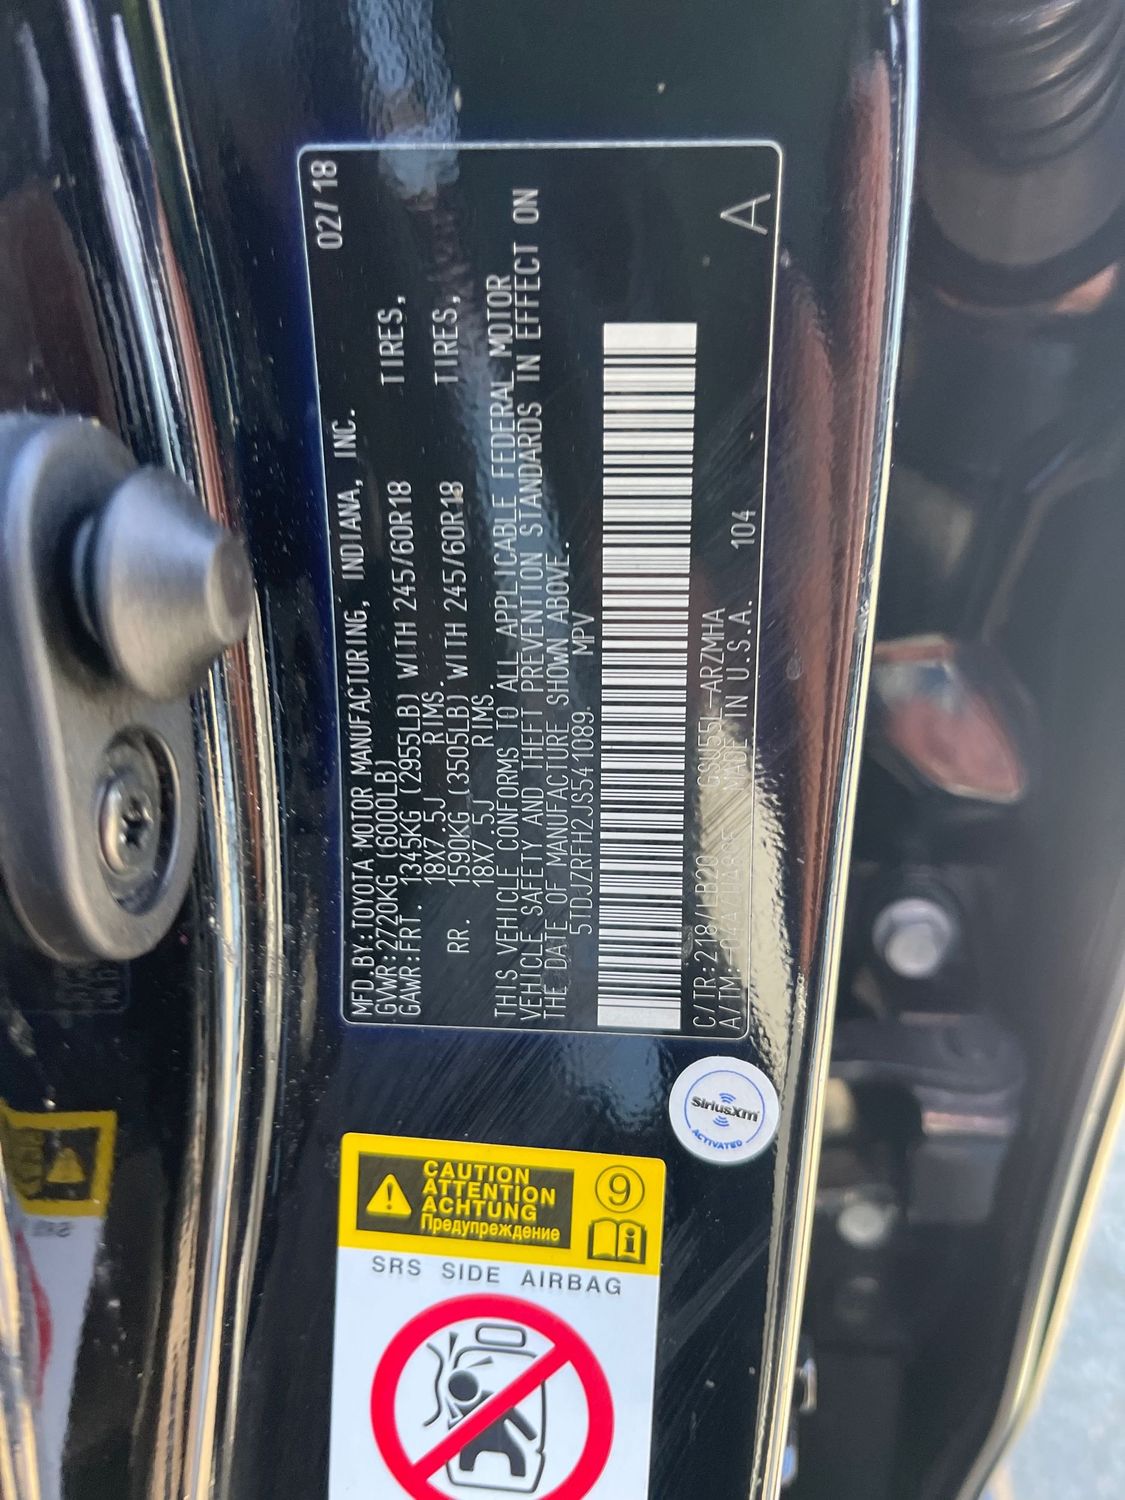 MFD.BY:TOYOTA MOTOR MANUFACTURING, INDIANA, INC. 02/18
GVWR:2720KG (6000LB)
GAWR:FRT. 1345KG (2955LB) WITH 245/60R18 TIRES,
18X7.5J RIMS.
RR. 1590KG (3505LB) WITH 245/60R18 TIRES,
18X7.5J RIMS
THIS VEHICLE CONFORMS TO ALL APPLICABLE FEDERAL MOTOR
VEHICLE SAFETY AND THEFT PREVENTION STANDARDS IN EFFECT ON
THE DATE OF MANUFACTURE SHOWN ABOVE.
5TDJZRFH2JS541089 MPV
C/TR:218/LB20 GSU55L-ARZMHA
A/TM: MADE IN U.S.A. 104
A
SiriusXm
ACTIVATED
CAUTION
ATTENTION
ACHTUNG
Предупреждение
9
i
SRS SIDE AIRBAG